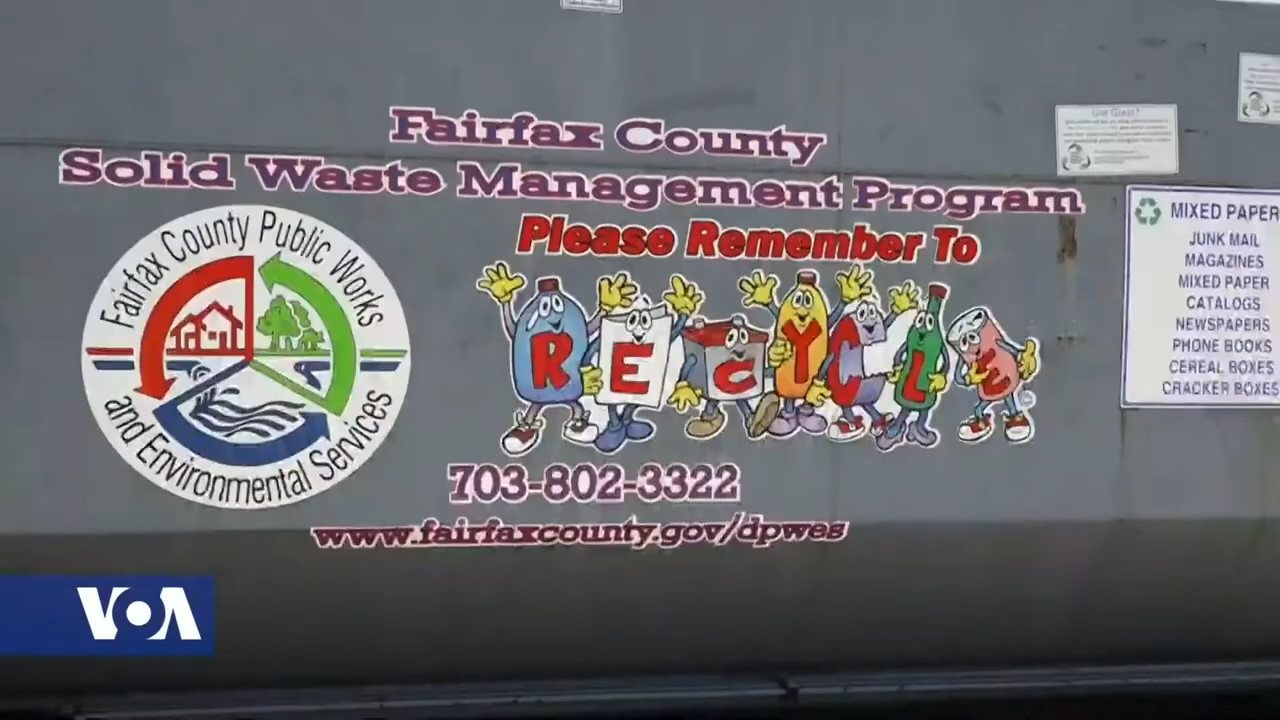 Fairfax County
Solid Waste Management Program
Please Remember To
RECYCLE
Fairfax County Public Works
and Environmental Services
703-802-3322
www.fairfaxcounty.gov/dpwes
Got Glass?
MIXED PAPER
JUNK MAIL
MAGAZINES
MIXED PAPER
CATALOGS
NEWSPAPERS
PHONE BOOKS
CEREAL BOXES
CRACKER BOXES
VOA